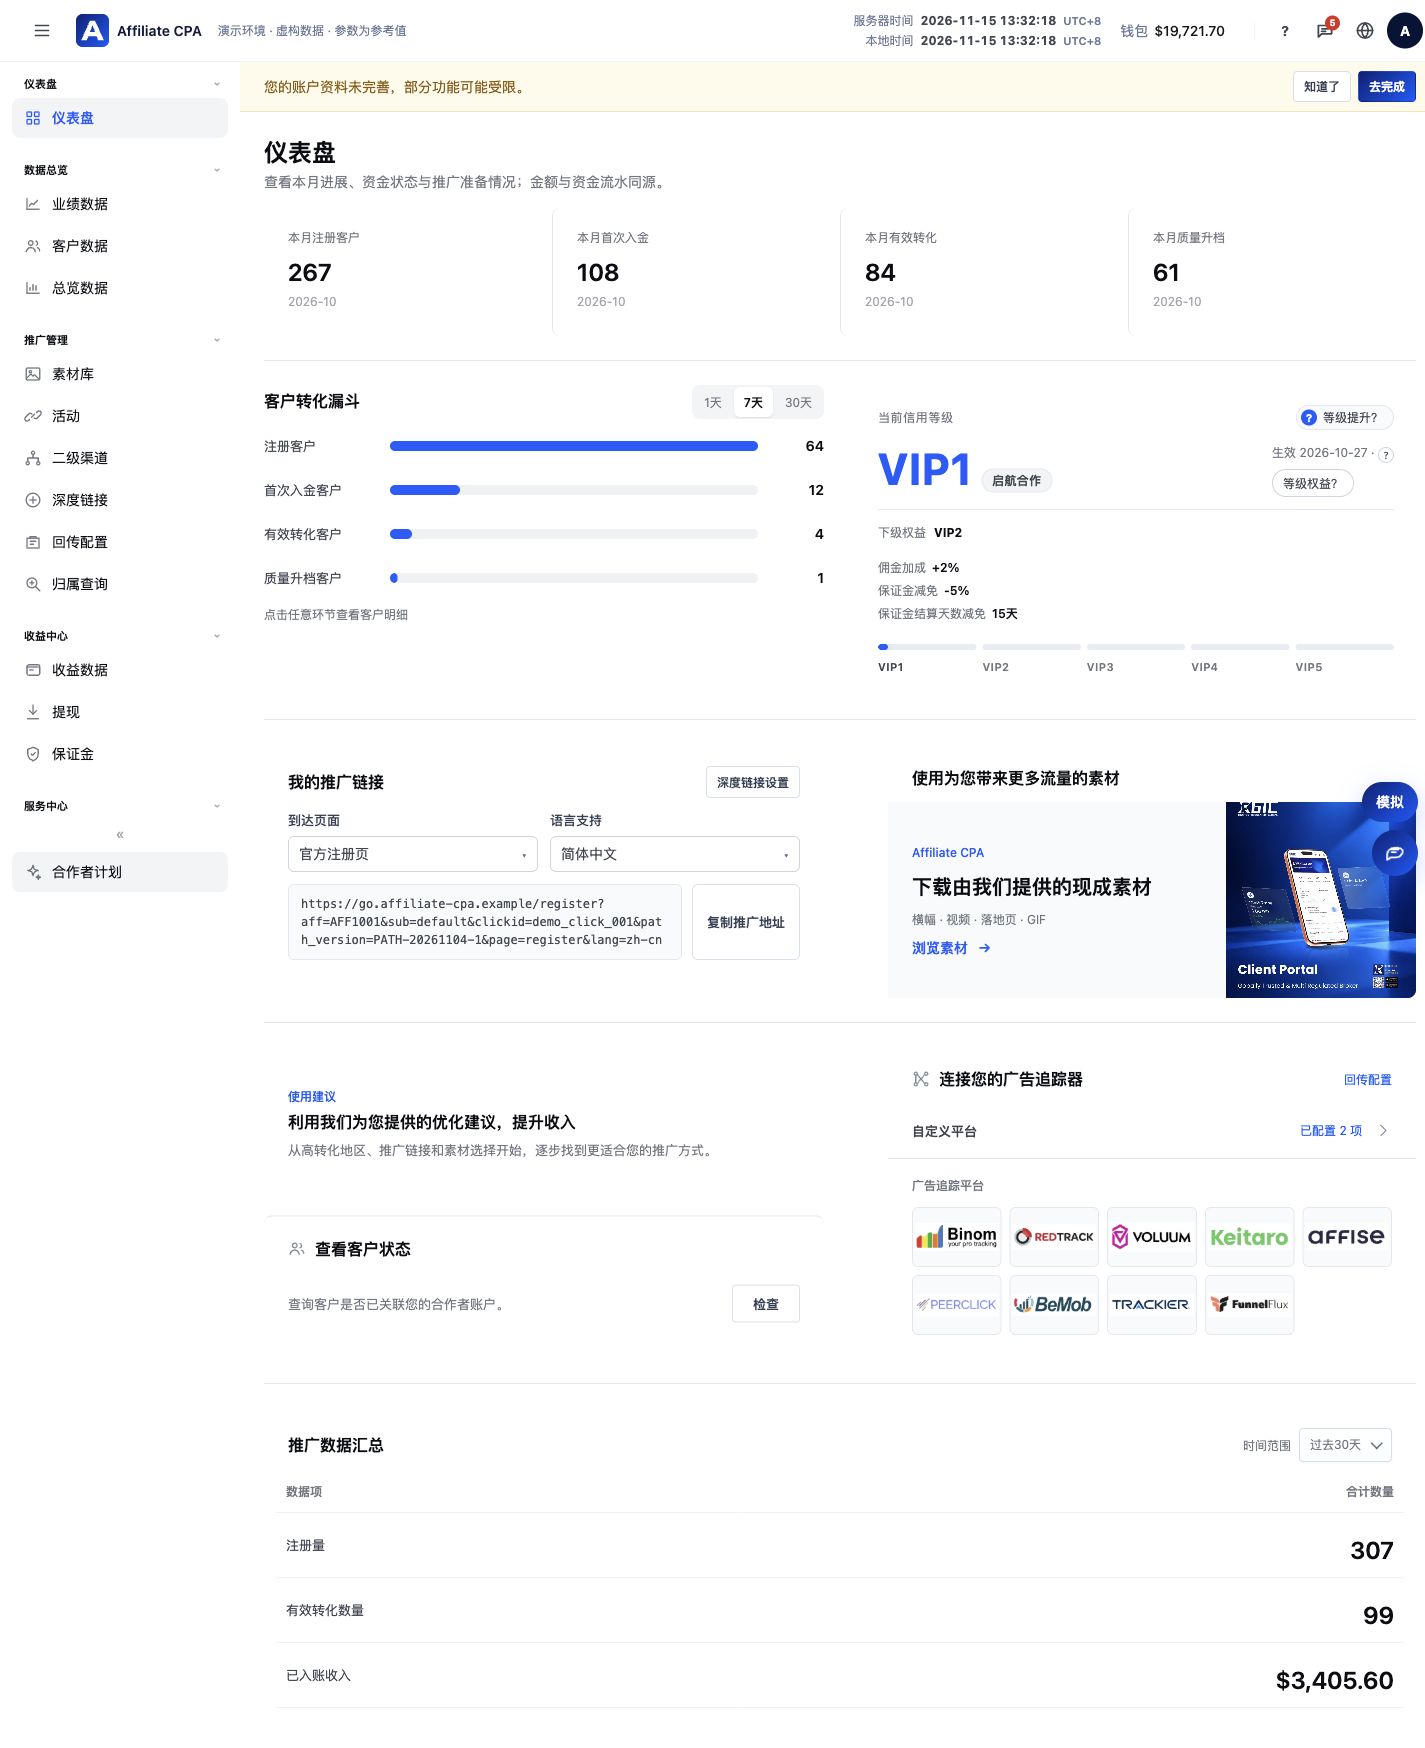 Affiliate CPA
演示环境 · 虚构数据 · 参数为参考值
服务器时间 2026-11-15 13:32:18 UTC+8
本地时间 2026-11-15 13:32:18 UTC+8
钱包 $19,721.70
?
5
A
仪表盘
仪表盘
数据总览
业绩数据
客户数据
总览数据
推广管理
素材库
活动
二级渠道
深度链接
回传配置
归属查询
收益中心
收益数据
提现
保证金
服务中心
«
合作者计划
您的账户资料未完善，部分功能可能受限。
知道了
去完成
仪表盘
查看本月进展、资金状态与推广准备情况；金额与资金流水同源。
本月注册客户
267
2026-10
本月首次入金
108
2026-10
本月有效转化
84
2026-10
本月质量升档
61
2026-10
客户转化漏斗
1天 7天 30天
注册客户 64
首次入金客户 12
有效转化客户 4
质量升档客户 1
点击任意环节查看客户明细
当前信用等级
? 等级提升?
VIP1 启航合作
生效 2026-10-27 · ?
等级权益?
下级权益 VIP2
佣金加成 +2%
保证金减免 -5%
保证金结算天数减免 15天
VIP1 VIP2 VIP3 VIP4 VIP5
我的推广链接
深度链接设置
到达页面
官方注册页
语言支持
简体中文
https://go.affiliate-cpa.example/register?
aff=AFF1001&sub=default&clickid=demo_click_001&pat
h_version=PATH-20261104-1&page=register&lang=zh-cn
复制推广地址
使用为您带来更多流量的素材
Affiliate CPA
下载由我们提供的现成素材
横幅 · 视频 · 落地页 · GIF
浏览素材 →
Client Portal
Globally Trusted & Multi Regulated Broker
模拟
使用建议
利用我们为您提供的优化建议，提升收入
从高转化地区、推广链接和素材选择开始，逐步找到更适合您的推广方式。
查看客户状态
查询客户是否已关联您的合作者账户。
检查
连接您的广告追踪器
回传配置
自定义平台
已配置 2 项
广告追踪平台
Binom
your pro tracking
REDTRACK
VOLUUM
Keitaro
AFFISE
PEERCLICK
BeMob
TRACKIER
FunnelFlux
推广数据汇总
时间范围 过去30天
数据项 合计数量
注册量 307
有效转化数量 99
已入账收入 $3,405.60